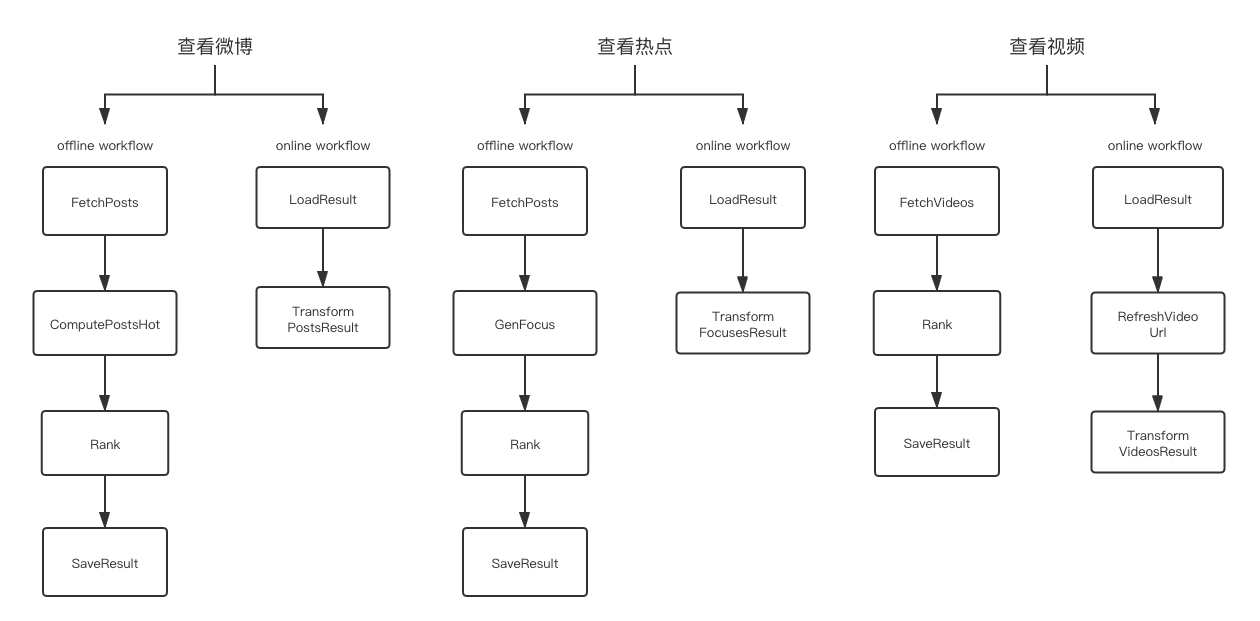 查看微博
offline workflow
online workflow
FetchPosts
LoadResult
ComputePostsHot
Transform
PostsResult
Rank
SaveResult
查看热点
offline workflow
online workflow
FetchPosts
LoadResult
GenFocus
Transform
FocusesResult
Rank
SaveResult
查看视频
offline workflow
online workflow
FetchVideos
LoadResult
Rank
RefreshVideo
Url
SaveResult
Transform
VideosResult